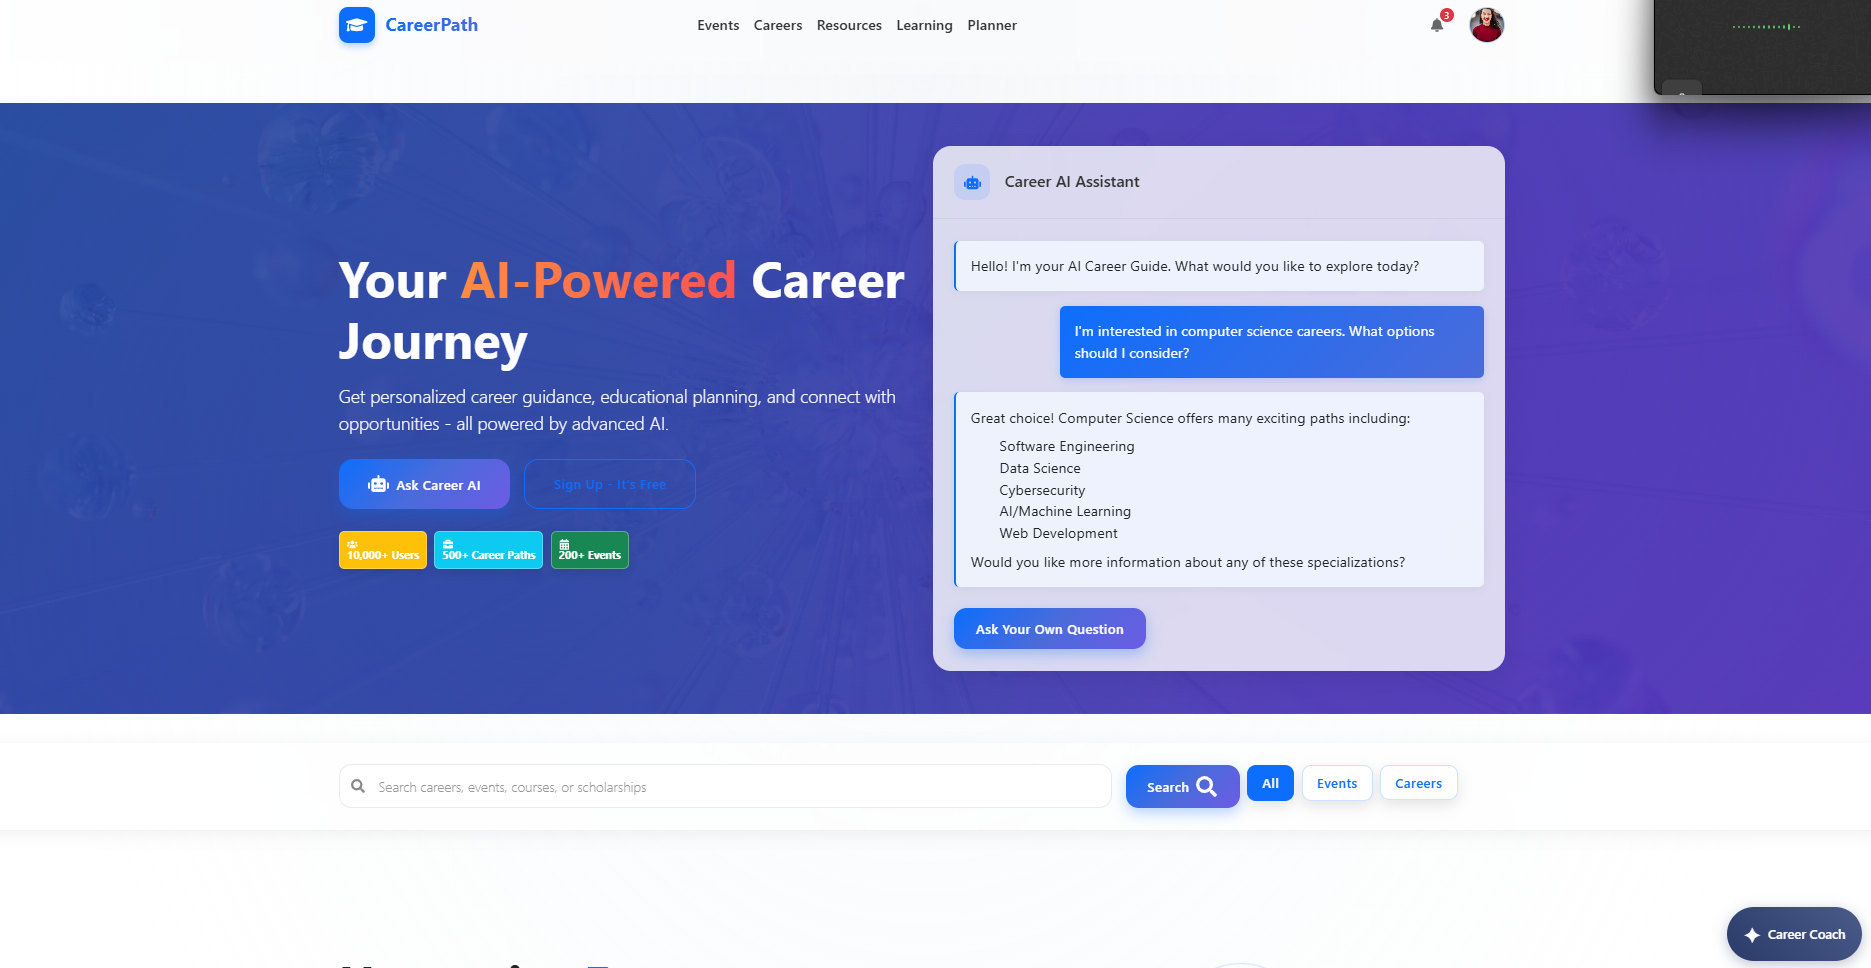 CareerPath
Events Careers Resources Learning Planner
3
Your AI-Powered Career
Journey
Get personalized career guidance, educational planning, and connect with
opportunities - all powered by advanced AI.
Ask Career AI
Sign Up - It's Free
10,000+ Users
500+ Career Paths
200+ Events
Career AI Assistant
Hello! I'm your AI Career Guide. What would you like to explore today?
I'm interested in computer science careers. What options
should I consider?
Great choice! Computer Science offers many exciting paths including:
Software Engineering
Data Science
Cybersecurity
AI/Machine Learning
Web Development
Would you like more information about any of these specializations?
Ask Your Own Question
Search careers, events, courses, or scholarships
Search
All
Events
Careers
Career Coach